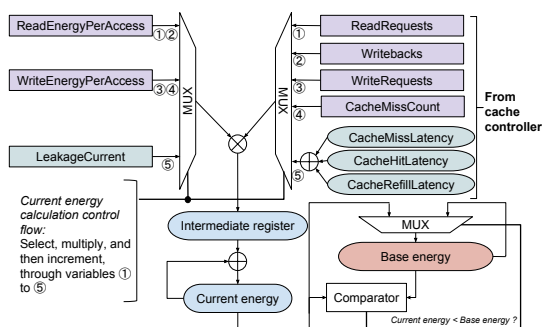 ReadEnergyPerAccess
①②
WriteEnergyPerAccess
③④
LeakageCurrent
⑤
MUX
MUX
①
ReadRequests
②
Writebacks
③
WriteRequests
④
CacheMissCount
⑤
CacheMissLatency
CacheHitLatency
CacheRefillLatency
From
cache
controller
Current energy
calculation control
flow:
Select, multiply, and
then increment,
through variables ①
to ⑤
Intermediate register
Current energy
MUX
Base energy
Comparator
Current energy < Base energy ?